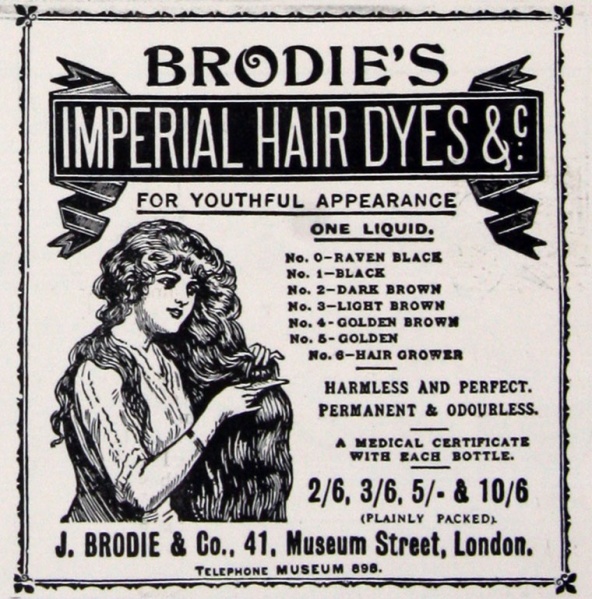 BRODIE'S
IMPERIAL HAIR DYES &c.
FOR YOUTHFUL APPEARANCE
ONE LIQUID.
No. 0-RAVEN BLACK
No. 1-BLACK
No. 2-DARK BROWN
No. 3-LIGHT BROWN
No. 4-GOLDEN BROWN
No. 5-GOLDEN
No. 6-HAIR GROWER
HARMLESS AND PERFECT.
PERMANENT & ODOURLESS.
A MEDICAL CERTIFICATE
WITH EACH BOTTLE.
2/6, 3/6, 5/- & 10/6
(PLAINLY PACKED).
J. BRODIE & Co., 41, Museum Street, London.
TELEPHONE MUSEUM 898.